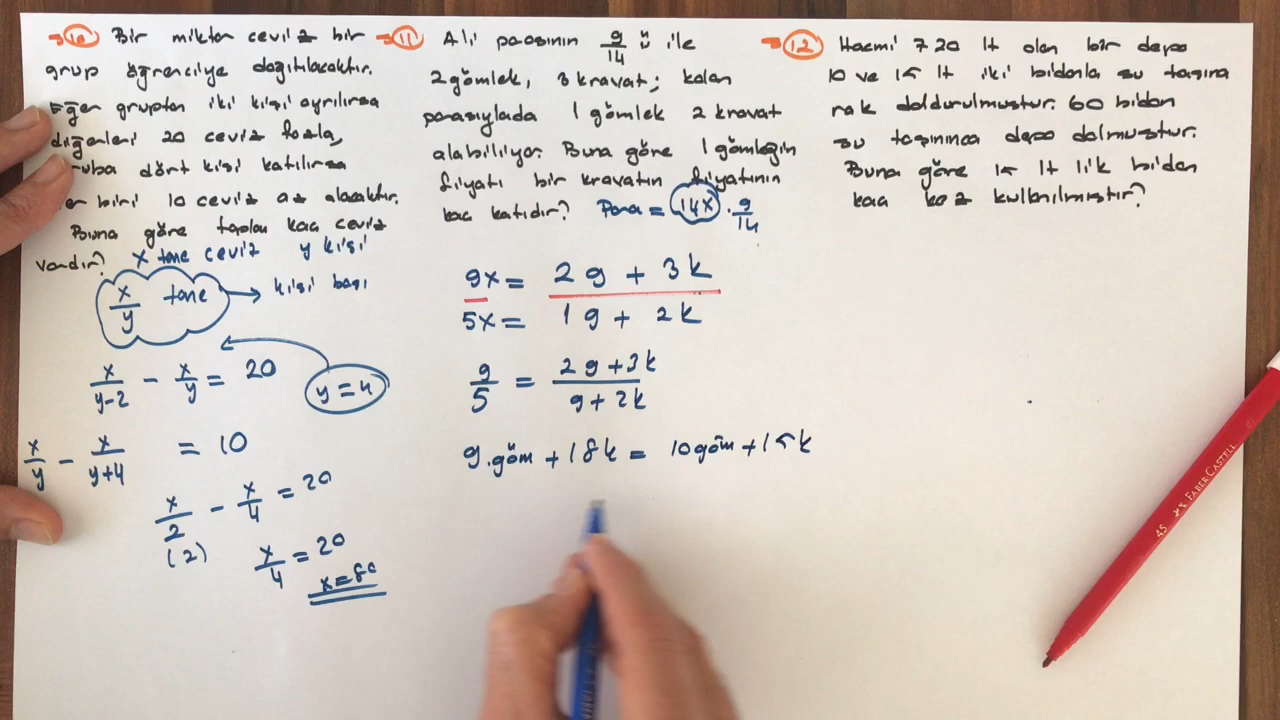 10 Bir miktar ceviz bir
grup öğrenciye dağıtılacaktır.
Eğer gruptan iki kişi ayrılırsa
diğerleri 20 ceviz fazla,
ruba dört kişi katılırsa
er biri 10 ceviz az alacaktır.
Buna göre toplam kaç ceviz
vardır? x tane ceviz y kişi
x/y tane → kişi başı
x/y-2 - x/y = 20
y=4
x/y - x/y+4 = 10
x/2 - x/4 = 20
(2)
x/4 = 20
x=80
11 Ali parasının 9/14 ü ile
2 gömlek, 3 kravat; kalan
parasıylada 1 gömlek 2 kravat
alabiliyor. Buna göre 1 gömleğin
fiyatı bir kravatın fiyatının
kaç katıdır? Para = 14x . 9/14
9x = 2g + 3k
5x = 1g + 2k
9/5 = 2g+3k/g+2k
9.göm + 18k = 10göm + 15k
12 Hacmi 720 lt olan bir depo
10 ve 15 lt iki bidonla su taşına
rak doldurulmuştur. 60 bidon
su taşınınca depo dolmuştur.
Buna göre 15 lt lik bidon
kaç kez kullanılmıştır?
45 FABER-CASTELL